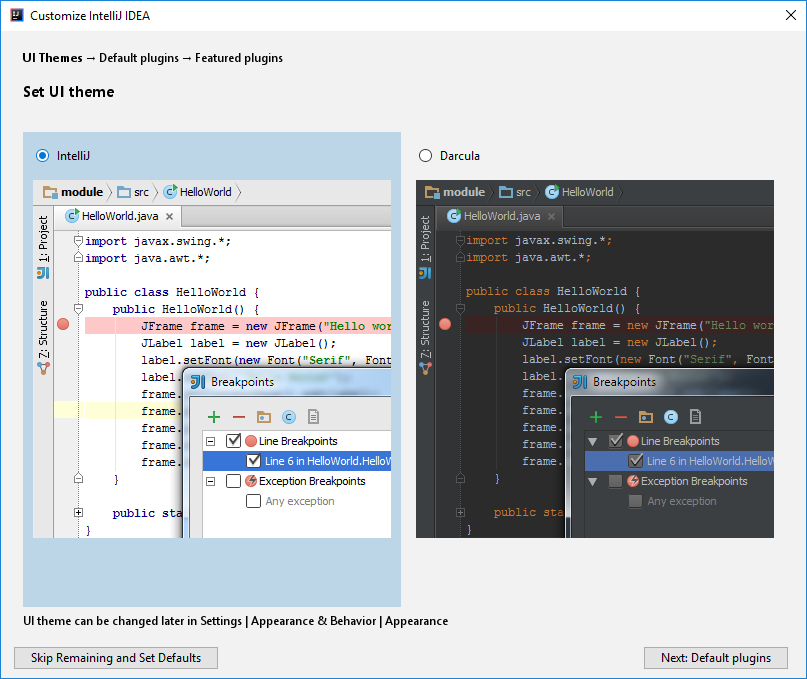 Customize IntelliJ IDEA
UI Themes → Default plugins → Featured plugins
Set UI theme
IntelliJ
module src HelloWorld
HelloWorld.java
1: Project
Z: Structure
import javax.swing.*;
import java.awt.*;
public class HelloWorld {
public HelloWorld() {
JFrame frame = new JFrame("Hello wor
JLabel label = new JLabel();
label.setFont(new Font("Serif", Font
label.
frame.
frame.
frame.
frame.
frame.
}
public sta
}
Breakpoints
Line Breakpoints
Line 6 in HelloWorld.HelloW
Exception Breakpoints
Any exception
Darcula
module src HelloWorld
HelloWorld.java
1: Project
Z: Structure
import javax.swing.*;
import java.awt.*;
public class HelloWorld {
public HelloWorld() {
JFrame frame = new JFrame("Hello wor
JLabel label = new JLabel();
label.setFont(new Font("Serif", Font
label.
frame.
frame.
frame.
frame.
frame.
}
public sta
}
Breakpoints
Line Breakpoints
Line 6 in HelloWorld.HelloW
Exception Breakpoints
Any exception
UI theme can be changed later in Settings | Appearance & Behavior | Appearance
Skip Remaining and Set Defaults
Next: Default plugins